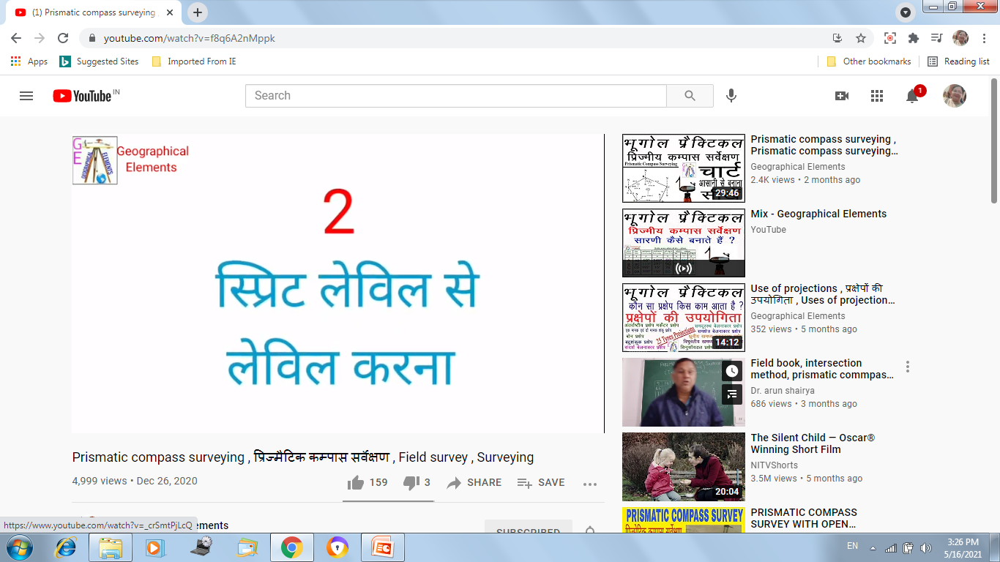 (1) Prismatic compass surveying
youtube.com/watch?v=f8q6A2nMppk
Apps
Suggested Sites
Imported From IE
Other bookmarks
Reading list
YouTube IN
Search
1
GE
GEOGRAPHICAL ELEMENTS
Geographical
Elements
2
स्प्रिट लेविल से
लेविल करना
Prismatic compass surveying , प्रिज्मैटिक कम्पास सर्वेक्षण , Field survey , Surveying
4,999 views • Dec 26, 2020
159
3
SHARE
SAVE
ements
SUBSCRIBED
https://www.youtube.com/watch?v=_crSmtPjLcQ
भूगोल प्रैक्टिकल
प्रिज्मीय कम्पास सर्वेक्षण
Prismatic Compass Surveying
चार्ट
आसानी से बनाना
29:46
Prismatic compass surveying ,
Prismatic compass surveying...
Geographical Elements
2.4K views • 2 months ago
भूगोल प्रैक्टिकल
प्रिज्मीय कम्पास सर्वेक्षण
सारणी कैसे बनाते हैं ?
Mix - Geographical Elements
YouTube
भूगोल प्रैक्टिकल
कौन सा प्रक्षेप किस काम आता है ?
प्रक्षेपों की उपयोगिता
25 Types Projections
14:12
Use of projections , प्रक्षेपों की
उपयोगिता , Uses of projection...
Geographical Elements
352 views • 5 months ago
Field book, intersection
method, prismatic commpas...
Dr. arun shairya
686 views • 3 months ago
20:04
The Silent Child — Oscar®
Winning Short Film
NITVShorts
3.5M views • 5 months ago
PRISMATIC COMPASS SURVEY
PRISMATIC COMPASS
SURVEY WITH OPEN...
EN
3:26 PM
5/16/2021